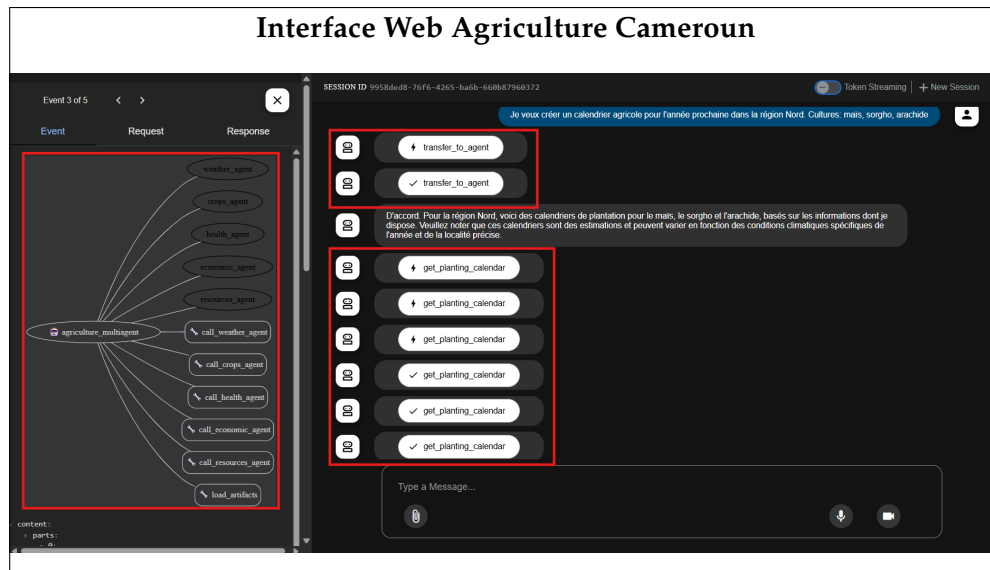 Interface Web Agriculture Cameroun
Event 3 of 5
Event Request Response
weather_agent
crops_agent
health_agent
economic_agent
resources_agent
agriculture_multiagent
call_weather_agent
call_crops_agent
call_health_agent
call_economic_agent
call_resources_agent
load_artifacts
content:
parts:
0:
SESSION ID 9958ded8-76f6-4265-ba6b-660b87960372
Token Streaming
New Session
Je veux créer un calendrier agricole pour l'année prochaine dans la région Nord. Cultures: maïs, sorgho, arachide
transfer_to_agent
transfer_to_agent
D'accord. Pour la région Nord, voici des calendriers de plantation pour le maïs, le sorgho et l'arachide, basés sur les informations dont je
dispose. Veuillez noter que ces calendriers sont des estimations et peuvent varier en fonction des conditions climatiques spécifiques de
l'année et de la localité précise.
get_planting_calendar
get_planting_calendar
get_planting_calendar
get_planting_calendar
get_planting_calendar
get_planting_calendar
Type a Message...